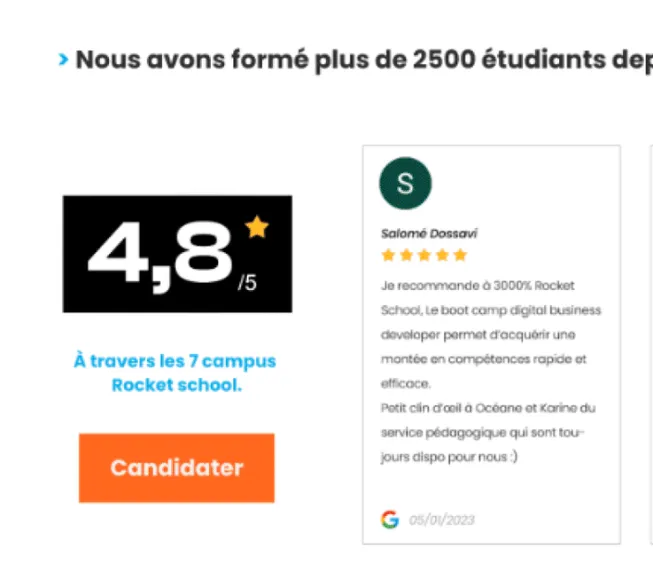 > Nous avons formé plus de 2500 étudiants dep
4,8
/5
À travers les 7 campus
Rocket school.
Candidater
S
Salomé Dossavi
Je recommande à 3000% Rocket
School, Le boot camp digital business
developer permet d'acquérir une
montée en compétences rapide et
efficace.
Petit clin d'œil à Océane et Karine du
service pédagogique qui sont tou-
jours dispo pour nous :)
G 05/01/2023